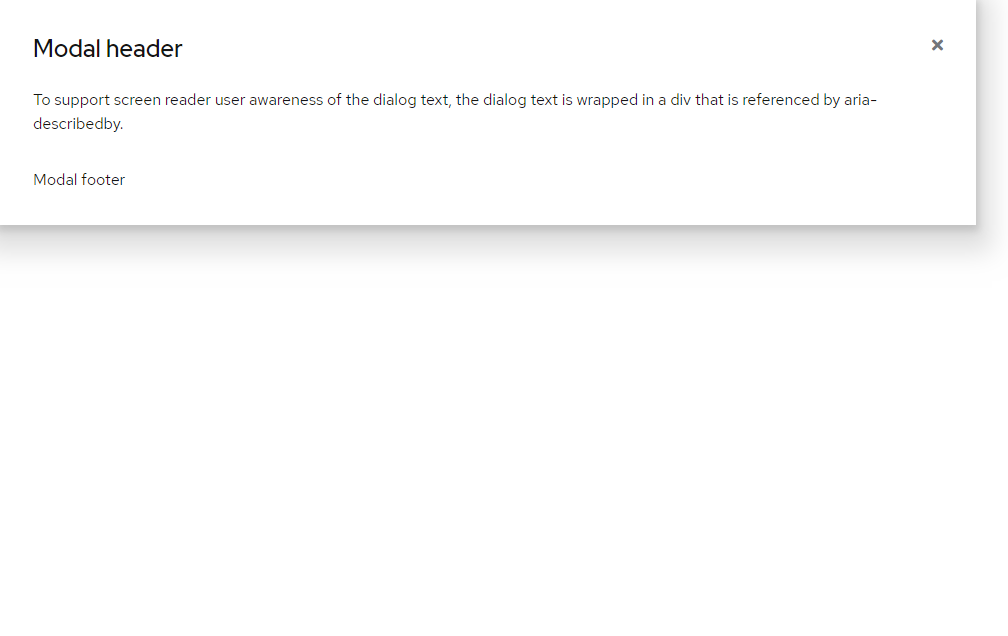 Modal header
To support screen reader user awareness of the dialog text, the dialog text is wrapped in a div that is referenced by aria-
describedby.
Modal footer